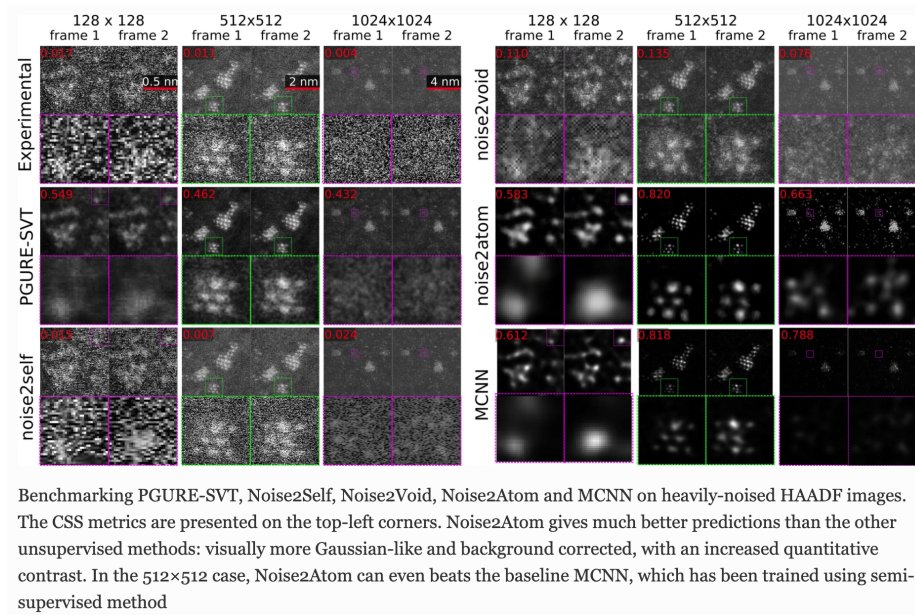 128 x 128 512x512 1024x1024 128 x 128 512x512 1024x1024
frame 1 frame 2 frame 1 frame 2 frame 1 frame 2 frame 1 frame 2 frame 1 frame 2 frame 1 frame 2
Experimental
0.017 0.011 0.004
0.5 nm 2 nm 4 nm
noise2void
0.110 0.135 0.076
PGURE-SVT
0.549 0.462 0.432
noise2atom
0.583 0.820 0.663
noise2self
0.015 0.007 0.024
MCNN
0.612 0.818 0.788
Benchmarking PGURE-SVT, Noise2Self, Noise2Void, Noise2Atom and MCNN on heavily-noised HAADF images.
The CSS metrics are presented on the top-left corners. Noise2Atom gives much better predictions than the other
unsupervised methods: visually more Gaussian-like and background corrected, with an increased quantitative
contrast. In the 512×512 case, Noise2Atom can even beats the baseline MCNN, which has been trained using semi-
supervised method